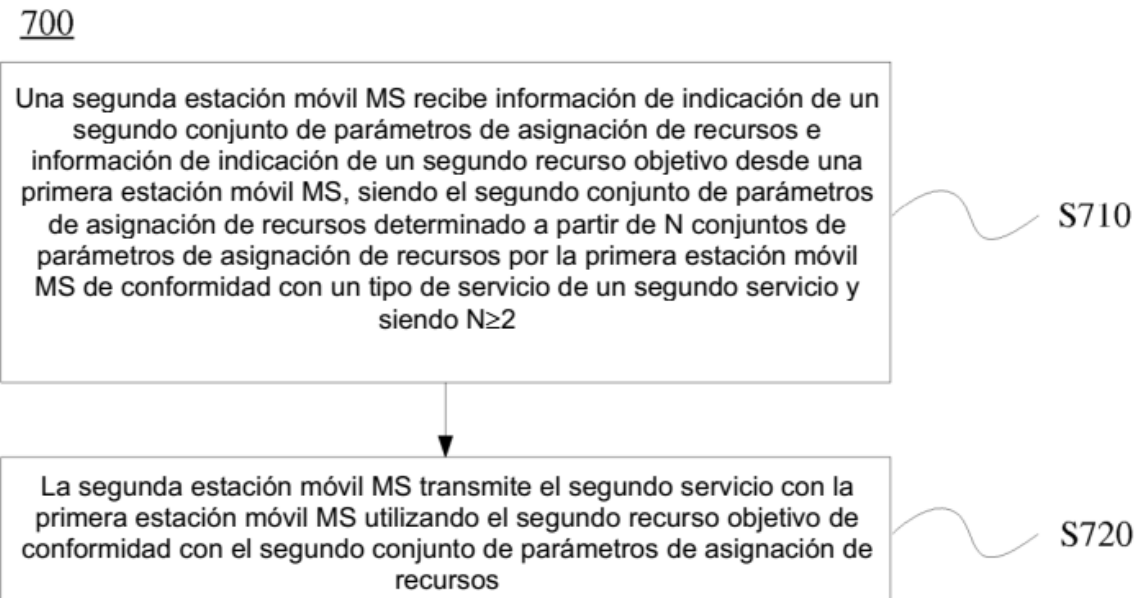 700
Una segunda estación móvil MS recibe información de indicación de un
segundo conjunto de parámetros de asignación de recursos e
información de indicación de un segundo recurso objetivo desde una
primera estación móvil MS, siendo el segundo conjunto de parámetros
de asignación de recursos determinado a partir de N conjuntos de
parámetros de asignación de recursos por la primera estación móvil
MS de conformidad con un tipo de servicio de un segundo servicio y
siendo N≥2
S710
La segunda estación móvil MS transmite el segundo servicio con la
primera estación móvil MS utilizando el segundo recurso objetivo de
conformidad con el segundo conjunto de parámetros de asignación de
recursos
S720